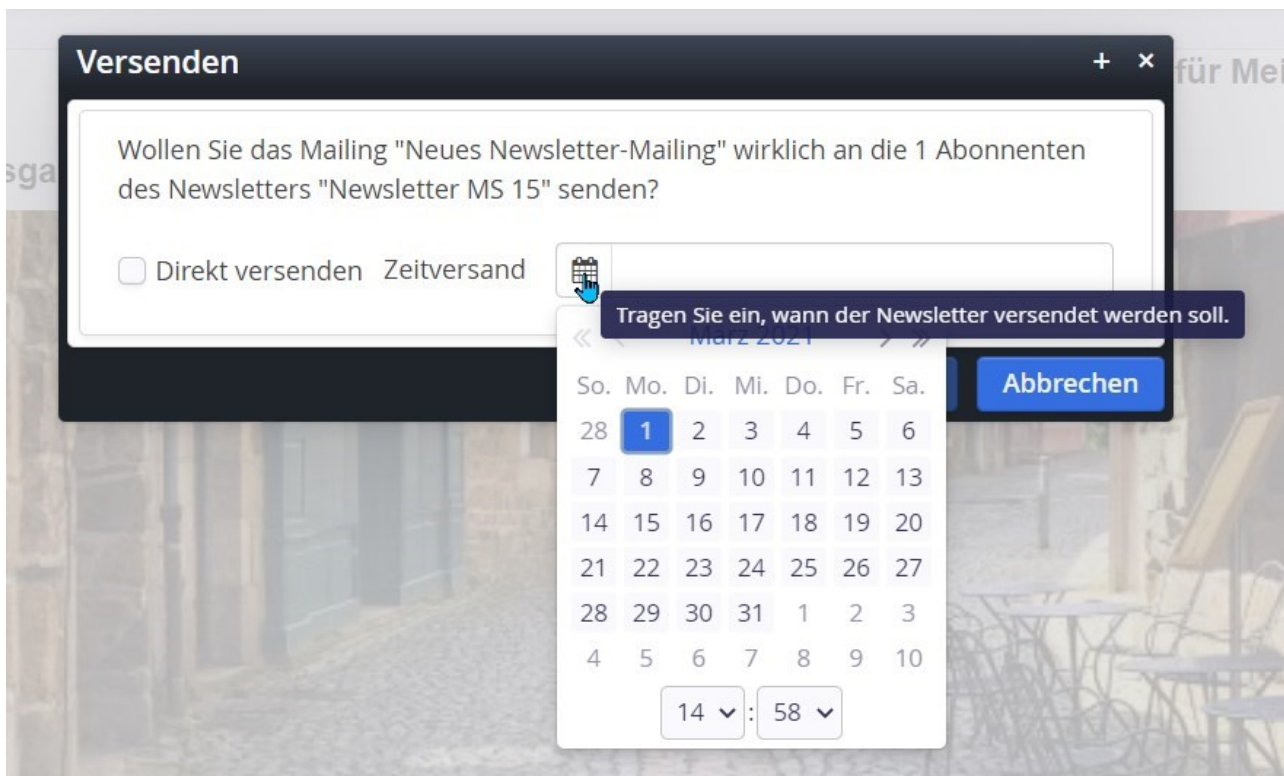 Versenden + ×
für Mei
sga
Wollen Sie das Mailing "Neues Newsletter-Mailing" wirklich an die 1 Abonnenten
des Newsletters "Newsletter MS 15" senden?
Direkt versenden Zeitversand
Tragen Sie ein, wann der Newsletter versendet werden soll.
März 2021
So. Mo. Di. Mi. Do. Fr. Sa.
28 1 2 3 4 5 6
7 8 9 10 11 12 13
14 15 16 17 18 19 20
21 22 23 24 25 26 27
28 29 30 31 1 2 3
4 5 6 7 8 9 10
14 : 58
Abbrechen